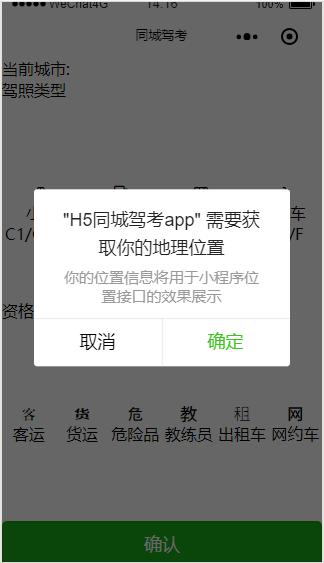 WeChat4G
14:16
100%
同城驾考
当前城市:
驾照类型
"H5同城驾考app" 需要获
取你的地理位置
你的位置信息将用于小程序位
置接口的效果展示
取消 确定
资格
客 货 危 教 租 网
客运 货运 危险品 教练员 出租车 网约车
确认